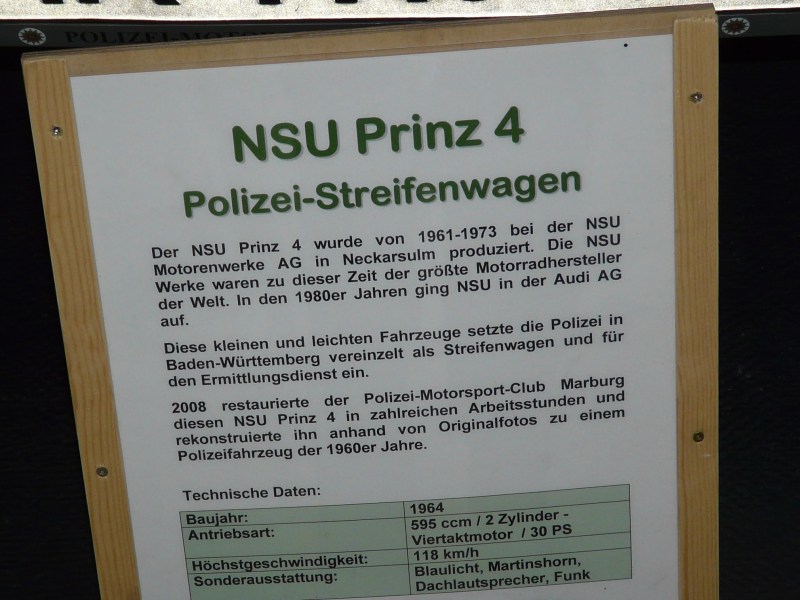 POLIZEI-MOTOR
NSU Prinz 4
Polizei-Streifenwagen
Der NSU Prinz 4 wurde von 1961-1973 bei der NSU
Motorenwerke AG in Neckarsulm produziert. Die NSU
Werke waren zu dieser Zeit der größte Motorradhersteller
der Welt. In den 1980er Jahren ging NSU in der Audi AG
auf.
Diese kleinen und leichten Fahrzeuge setzte die Polizei in
Baden-Württemberg vereinzelt als Streifenwagen und für
den Ermittlungsdienst ein.
2008 restaurierte der Polizei-Motorsport-Club Marburg
diesen NSU Prinz 4 in zahlreichen Arbeitsstunden und
rekonstruierte ihn anhand von Originalfotos zu einem
Polizeifahrzeug der 1960er Jahre.
Technische Daten:
Baujahr: 1964
Antriebsart: 595 ccm / 2 Zylinder -
Viertaktmotor / 30 PS
Höchstgeschwindigkeit: 118 km/h
Sonderausstattung: Blaulicht, Martinshorn,
Dachlautsprecher, Funk